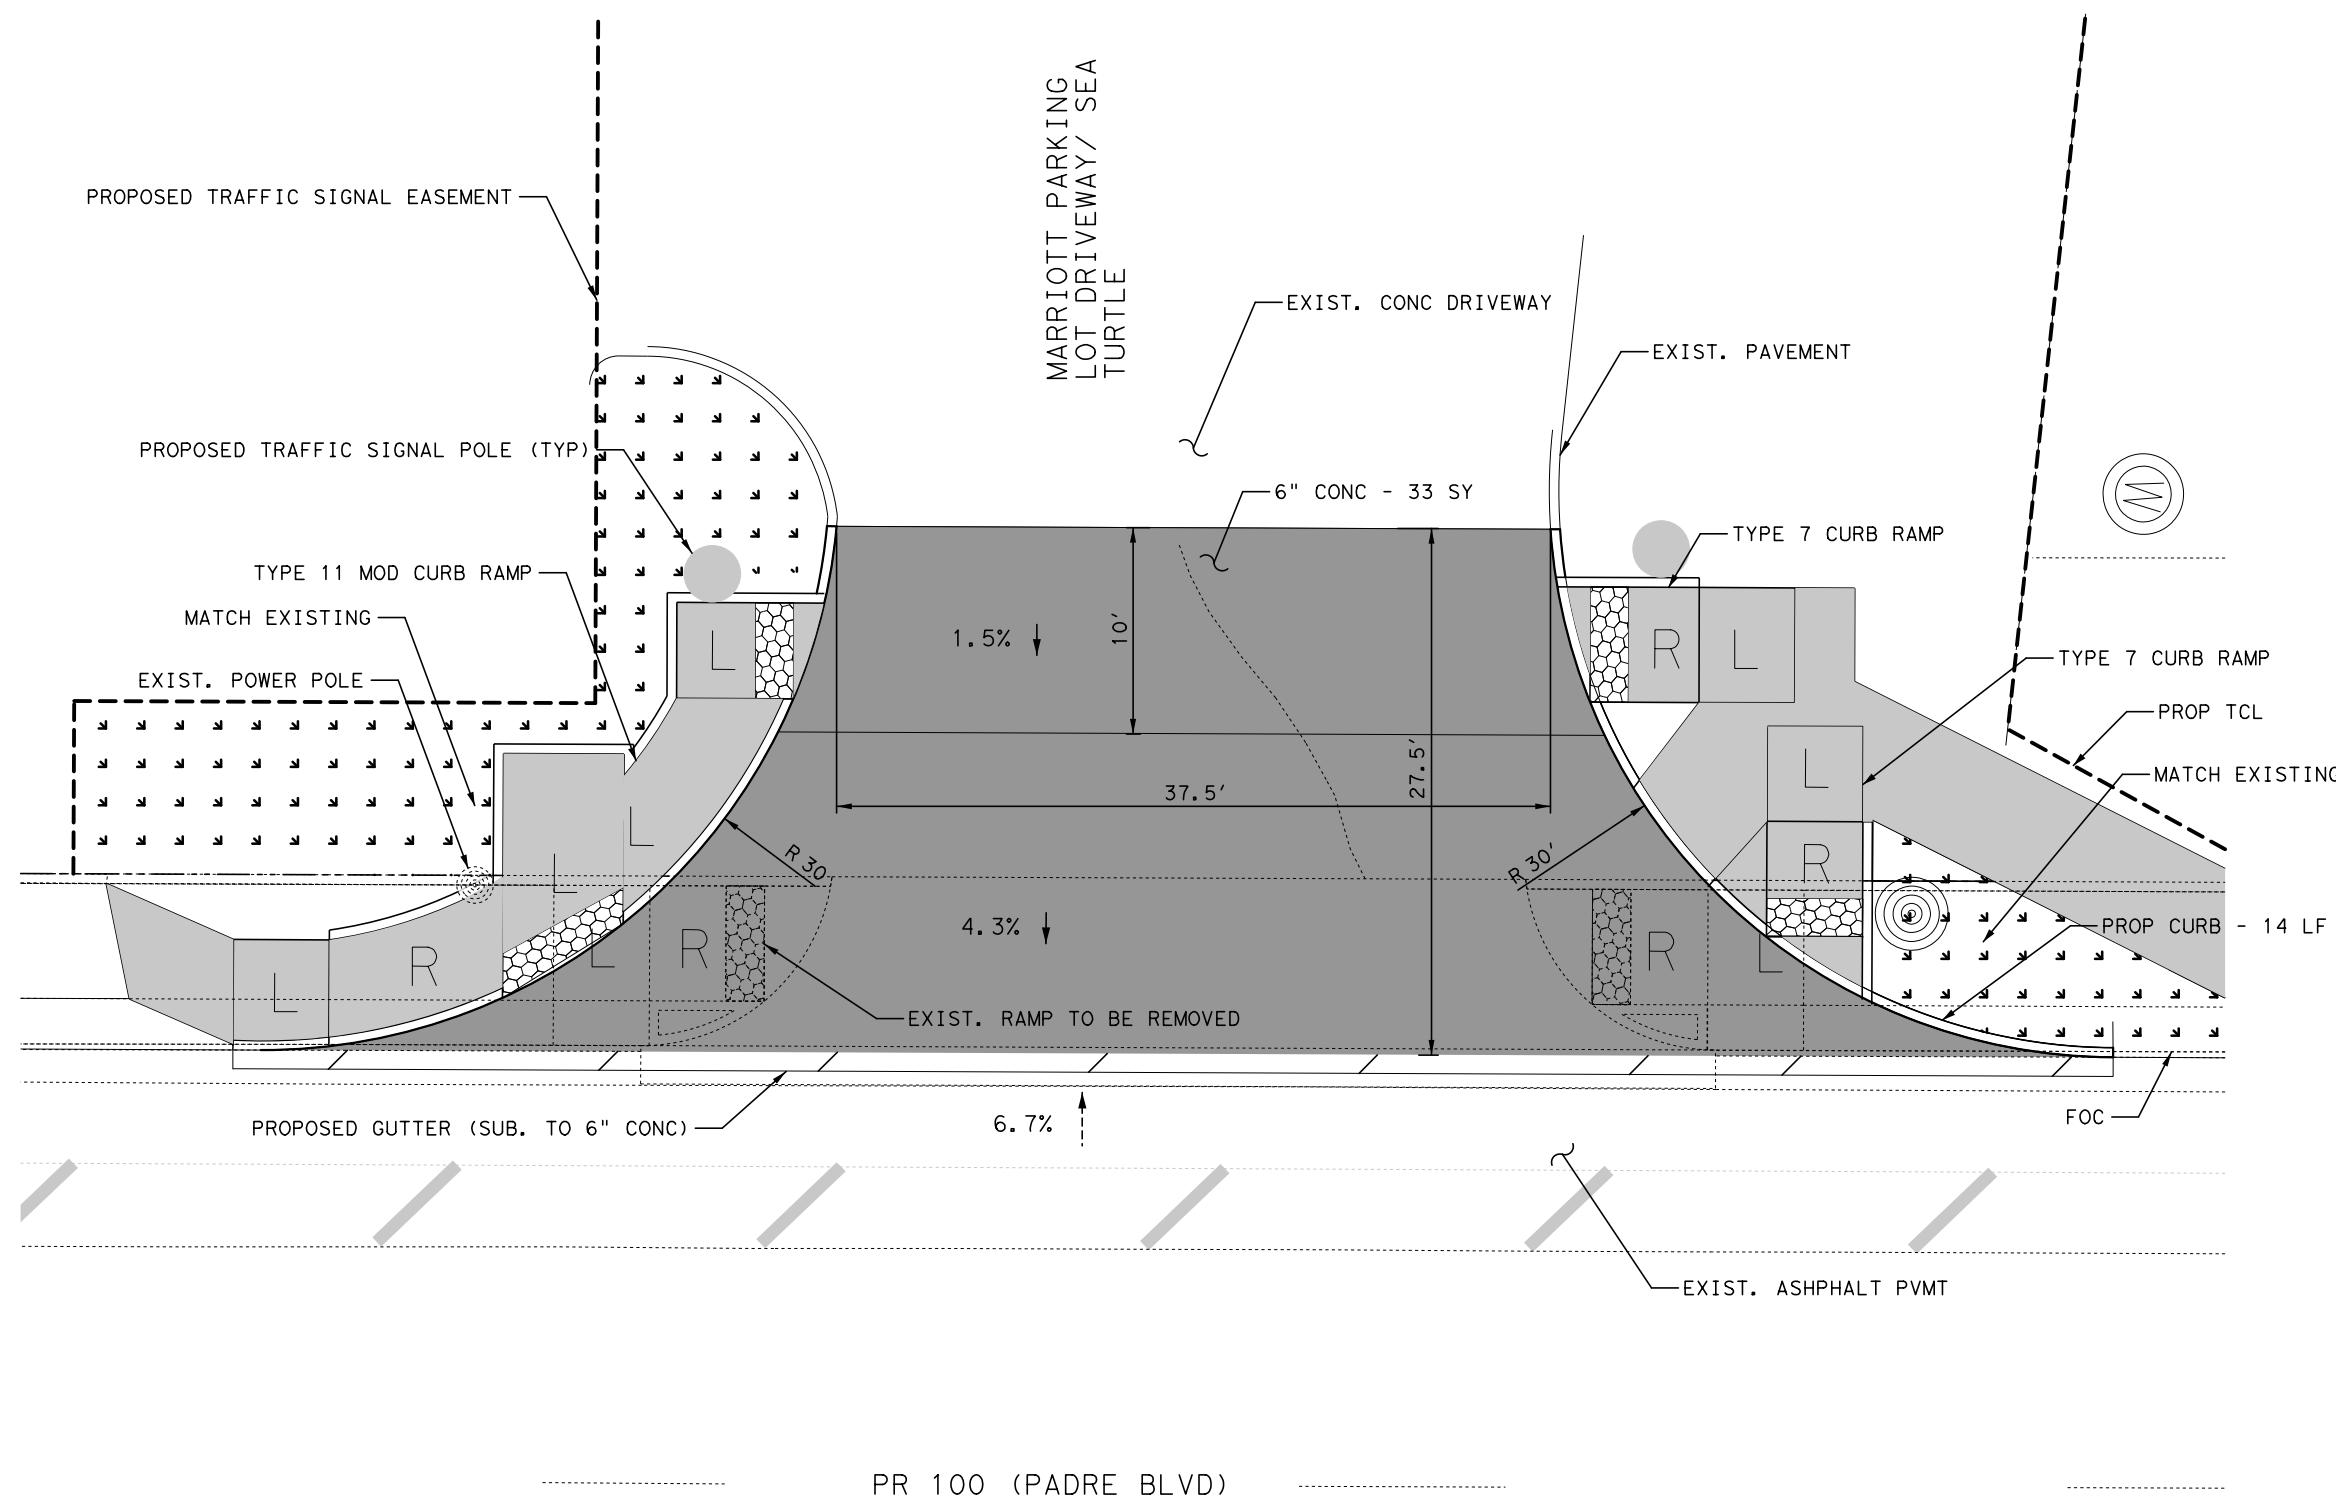 MARRIOTT PARKING
LOT DRIVEWAY/ SEA
TURTLE
PROPOSED TRAFFIC SIGNAL EASEMENT
EXIST. CONC DRIVEWAY
EXIST. PAVEMENT
PROPOSED TRAFFIC SIGNAL POLE (TYP)
6" CONC - 33 SY
TYPE 7 CURB RAMP
TYPE 11 MOD CURB RAMP
MATCH EXISTING
EXIST. POWER POLE
L
1.5%
10'
R
L
TYPE 7 CURB RAMP
PROP TCL
27.5'
L
MATCH EXISTING
37.5'
L
R 30'
R 30'
R
L
4.3%
L
R
R
L
PROP CURB - 14 LF
R
L
EXIST. RAMP TO BE REMOVED
PROPOSED GUTTER (SUB. TO 6" CONC)
6.7%
FOC
EXIST. ASHPHALT PVMT
PR 100 (PADRE BLVD)